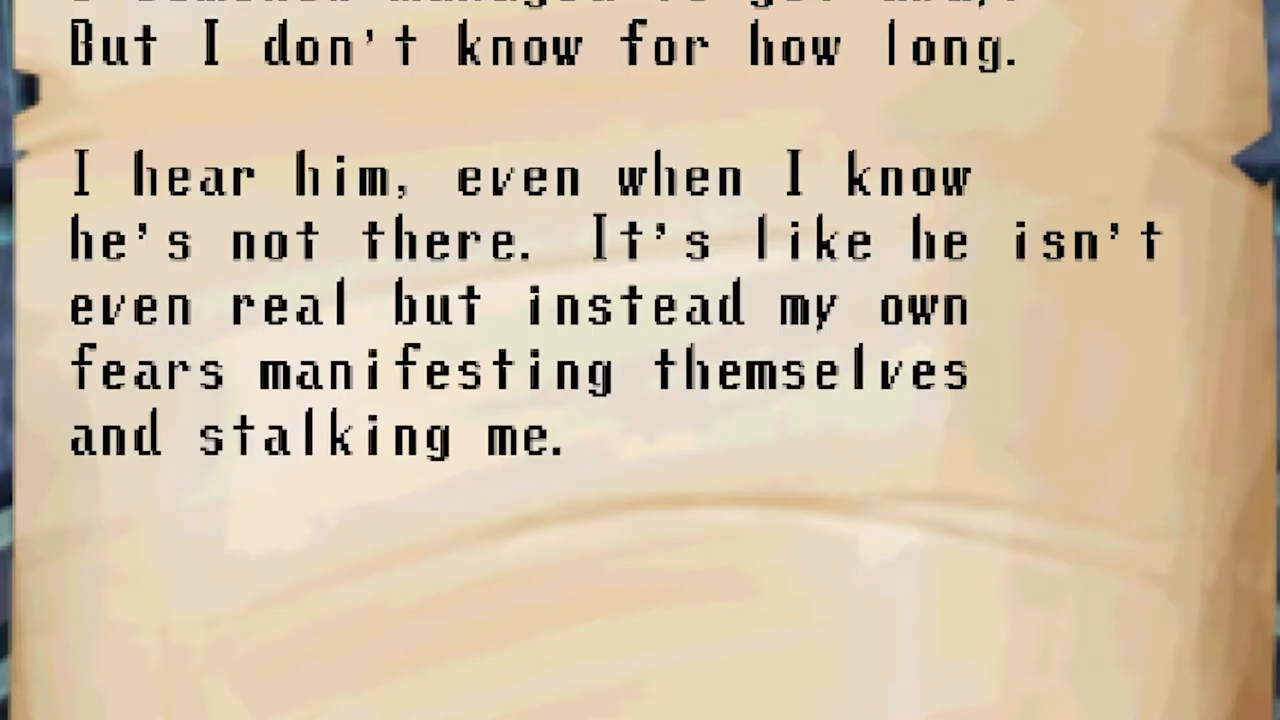 But I don't know for how long.
I hear him, even when I know
he's not there. It's like he isn't
even real but instead my own
fears manifesting themselves
and stalking me.